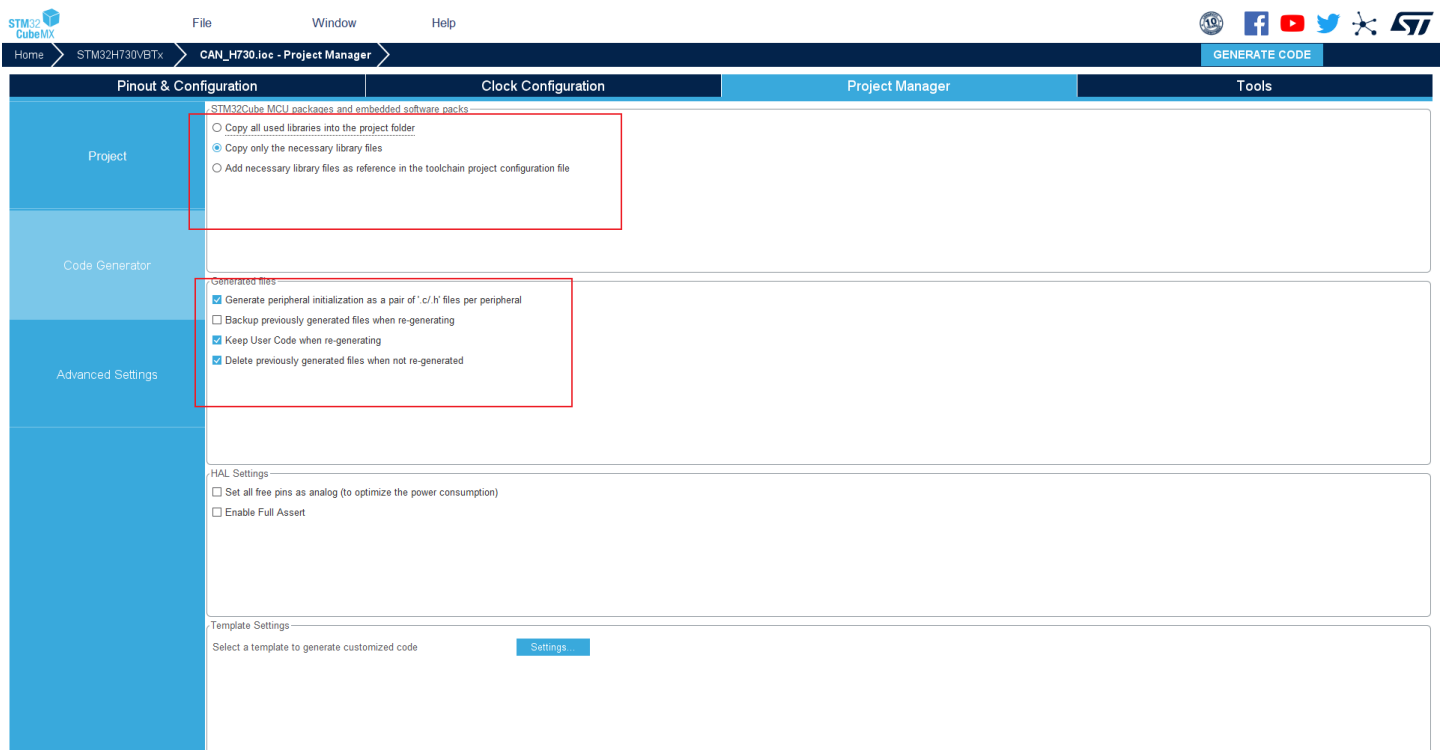 STM32
CubeMX
File
Window
Help
10
Home
STM32H730VBTx
CAN_H730.ioc - Project Manager
GENERATE CODE
Pinout & Configuration
Clock Configuration
Project Manager
Tools
Project
Code Generator
Advanced Settings
STM32Cube MCU packages and embedded software packs
Copy all used libraries into the project folder
Copy only the necessary library files
Add necessary library files as reference in the toolchain project configuration file
Generated files
Generate peripheral initialization as a pair of '.c/.h' files per peripheral
Backup previously generated files when re-generating
Keep User Code when re-generating
Delete previously generated files when not re-generated
HAL Settings
Set all free pins as analog (to optimize the power consumption)
Enable Full Assert
Template Settings
Select a template to generate customized code
Settings...